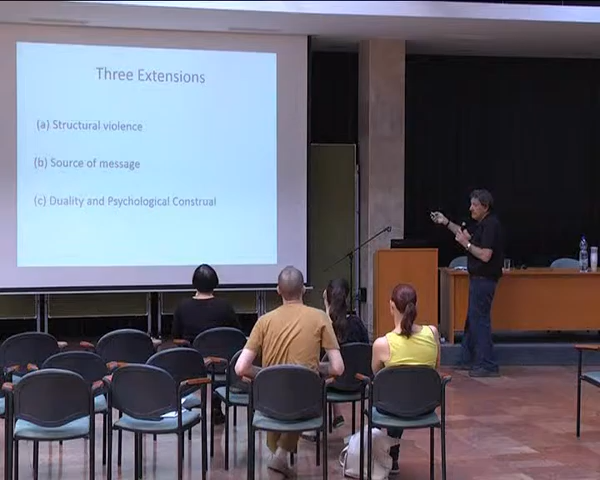 Three Extensions
(a) Structural violence
(b) Source of message
(c) Duality and Psychological Construal